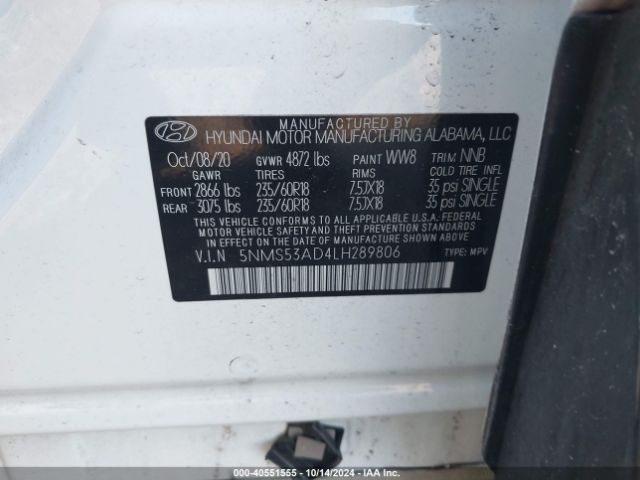 MANUFACTURED BY
HYUNDAI MOTOR MANUFACTURING ALABAMA, LLC
Oct/08/20 GVWR 4872 lbs PAINT WW8 TRIM NNB
GAWR TIRES RIMS COLD TIRE INFL
FRONT 2866 lbs 235/60R18 7.5JX18 35 psi SINGLE
REAR 3075 lbs 235/60R18 7.5JX18 35 psi SINGLE
THIS VEHICLE CONFORMS TO ALL APPLICABLE U.S.A. FEDERAL
MOTOR VEHICLE SAFETY AND THEFT PREVENTION STANDARDS IN
EFFECT ON THE DATE OF MANUFACTURE SHOWN ABOVE.
V.I.N 5NMS53AD4LH289806 TYPE: MPV
000-40551555 - 10/14/2024 - IAA Inc.